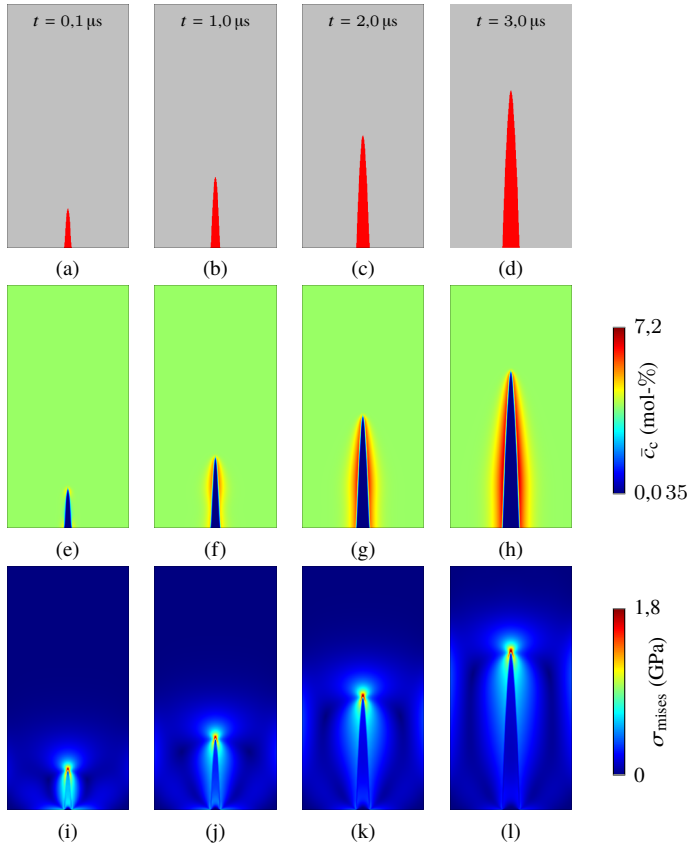 t = 0,1 µs
t = 1,0 µs
t = 2,0 µs
t = 3,0 µs
(a)
(b)
(c)
(d)
7,2
c̄c (mol-%)
0,0 35
(e)
(f)
(g)
(h)
1,8
σmises (GPa)
0
(i)
(j)
(k)
(l)